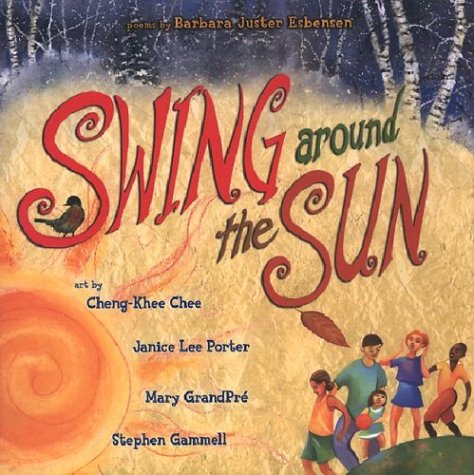 poems by Barbara Juster Esbensen
SWING around
the SUN
art by
Cheng-Khee Chee
Janice Lee Porter
Mary GrandPré
Stephen Gammell